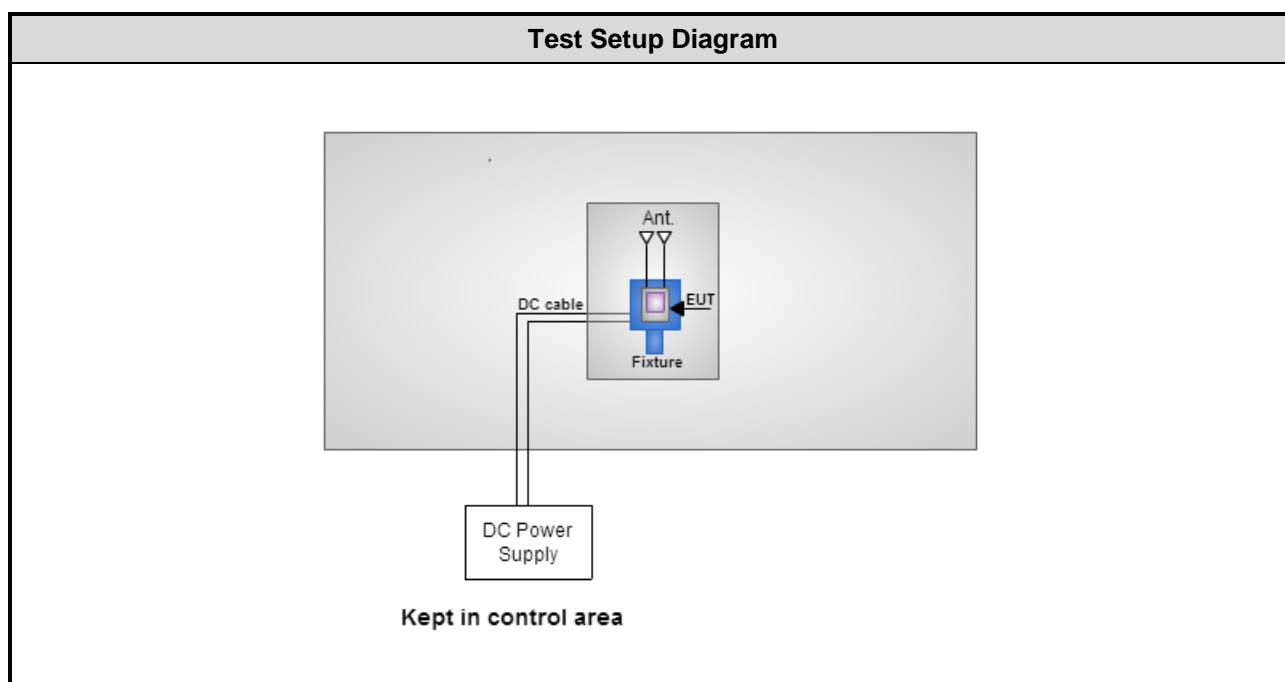 Test Setup Diagram
Ant.
DC cable
EUT
Fixture
DC Power
Supply
Kept in control area